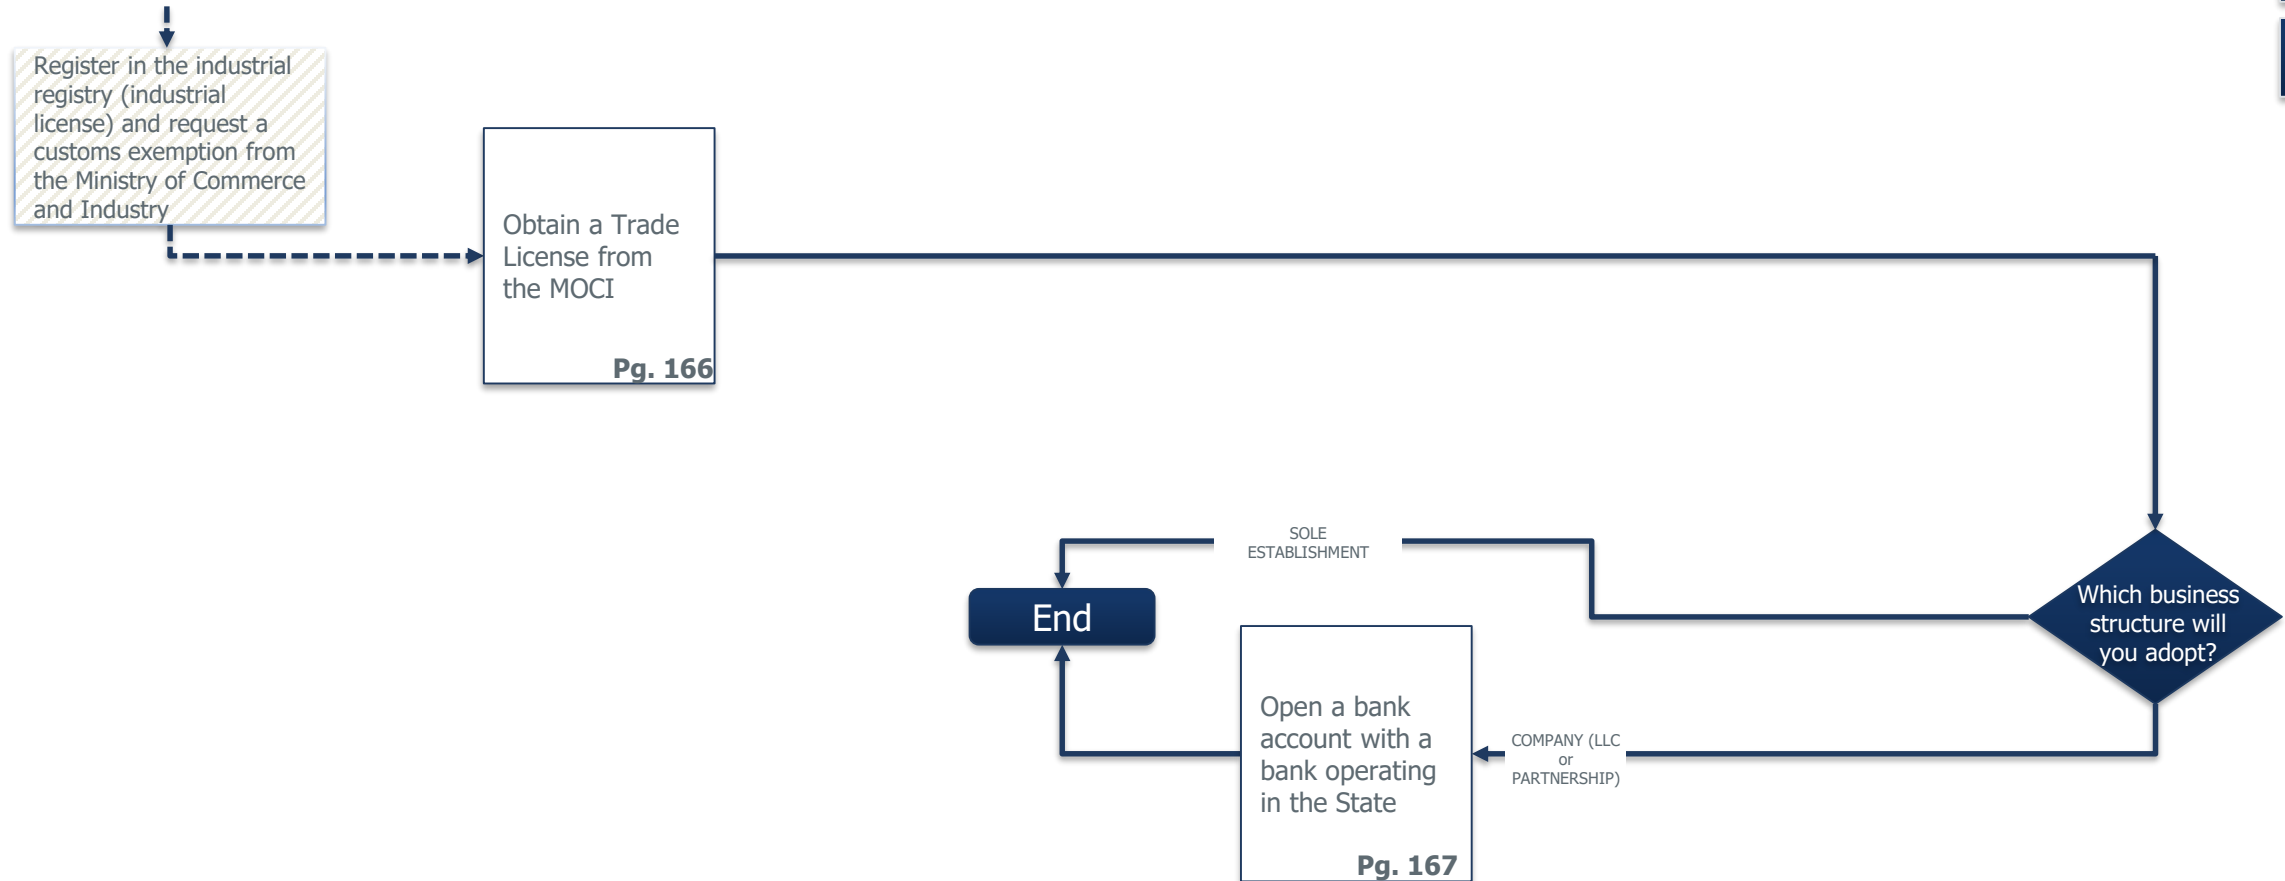 Register in the industrial
registry (industrial
license) and request a
customs exemption from
the Ministry of Commerce
and Industry
Obtain a Trade
License from
the MOCI
Pg. 166
SOLE
ESTABLISHMENT
End
Which business
structure will
you adopt?
Open a bank
account with a
bank operating
in the State
COMPANY (LLC
or
PARTNERSHIP)
Pg. 167